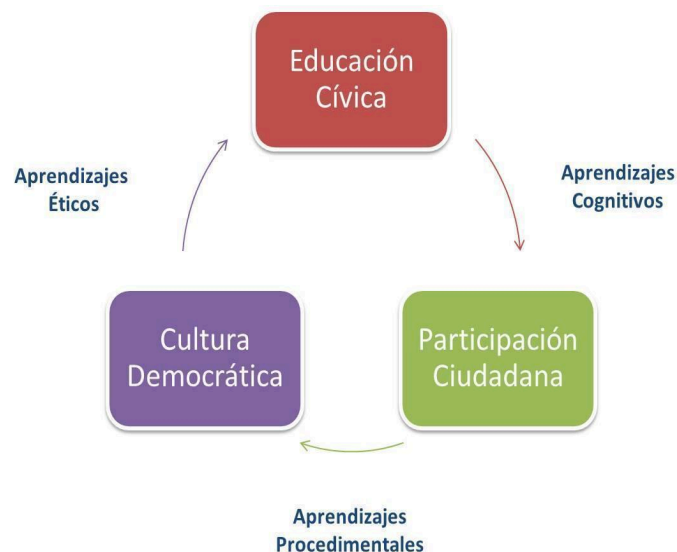 Educación
Cívica
Aprendizajes
Éticos
Aprendizajes
Cognitivos
Cultura
Democrática
Participación
Ciudadana
Aprendizajes
Procedimentales